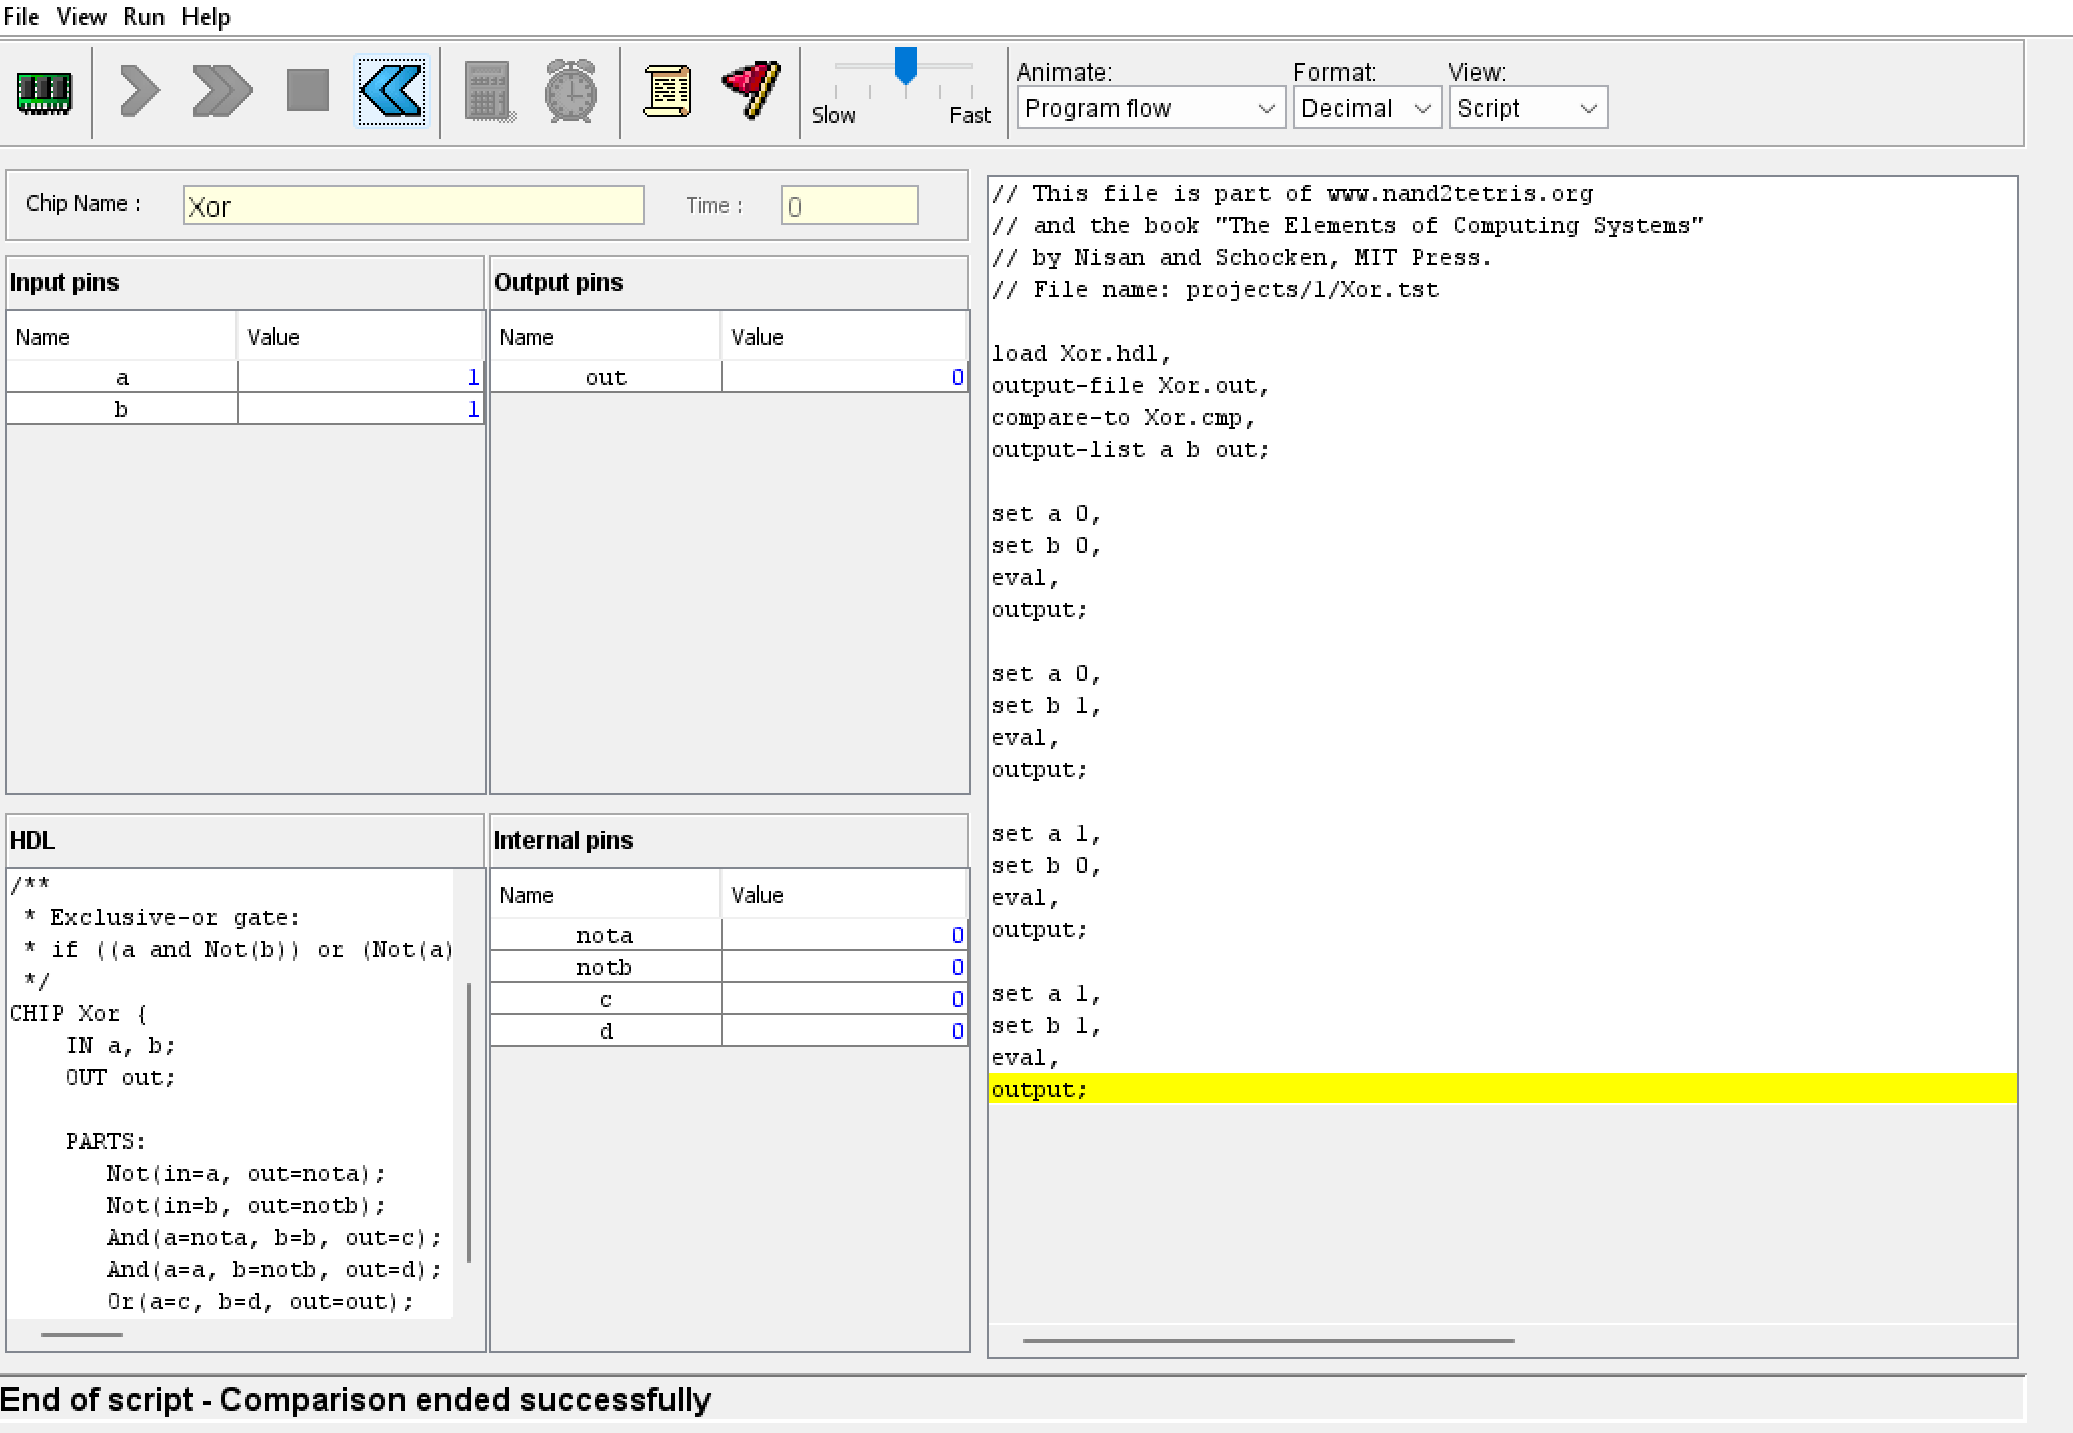 File View Run Help
Animate: Format: View:
Slow Fast Program flow Decimal Script
Chip Name : Xor Time : 0
Input pins Output pins
Name Value Name Value
a 1 out 0
b 1
HDL Internal pins
/**
* Exclusive-or gate:
* if ((a and Not(b)) or (Not(a)
*/
CHIP Xor {
IN a, b;
OUT out;
PARTS:
Not(in=a, out=nota);
Not(in=b, out=notb);
And(a=nota, b=b, out=c);
And(a=a, b=notb, out=d);
Or(a=c, b=d, out=out);
Name Value
nota 0
notb 0
c 0
d 0
// This file is part of www.nand2tetris.org
// and the book "The Elements of Computing Systems"
// by Nisan and Schocken, MIT Press.
// File name: projects/1/Xor.tst
load Xor.hdl,
output-file Xor.out,
compare-to Xor.cmp,
output-list a b out;
set a 0,
set b 0,
eval,
output;
set a 0,
set b 1,
eval,
output;
set a 1,
set b 0,
eval,
output;
set a 1,
set b 1,
eval,
output;
End of script - Comparison ended successfully